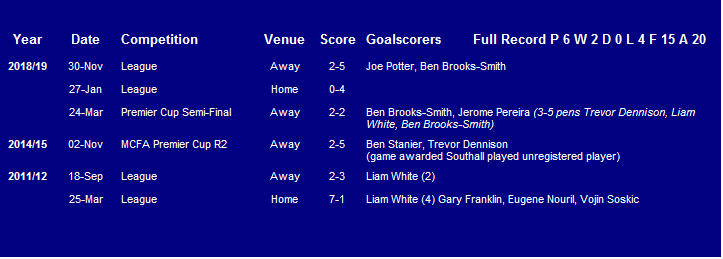 Year Date Competition Venue Score Goalscorers Full Record P 6 W 2 D 0 L 4 F 15 A 20
2018/19 30-Nov League Away 2-5 Joe Potter, Ben Brooks-Smith
27-Jan League Home 0-4
24-Mar Premier Cup Semi-Final Away 2-2 Ben Brooks-Smith, Jerome Pereira (3-5 pens Trevor Dennison, Liam
White, Ben Brooks-Smith)
2014/15 02-Nov MCFA Premier Cup R2 Away 2-5 Ben Stanier, Trevor Dennison
(game awarded Southall played unregistered player)
2011/12 18-Sep League Away 2-3 Liam White (2)
25-Mar League Home 7-1 Liam White (4) Gary Franklin, Eugene Nouril, Vojin Soskic